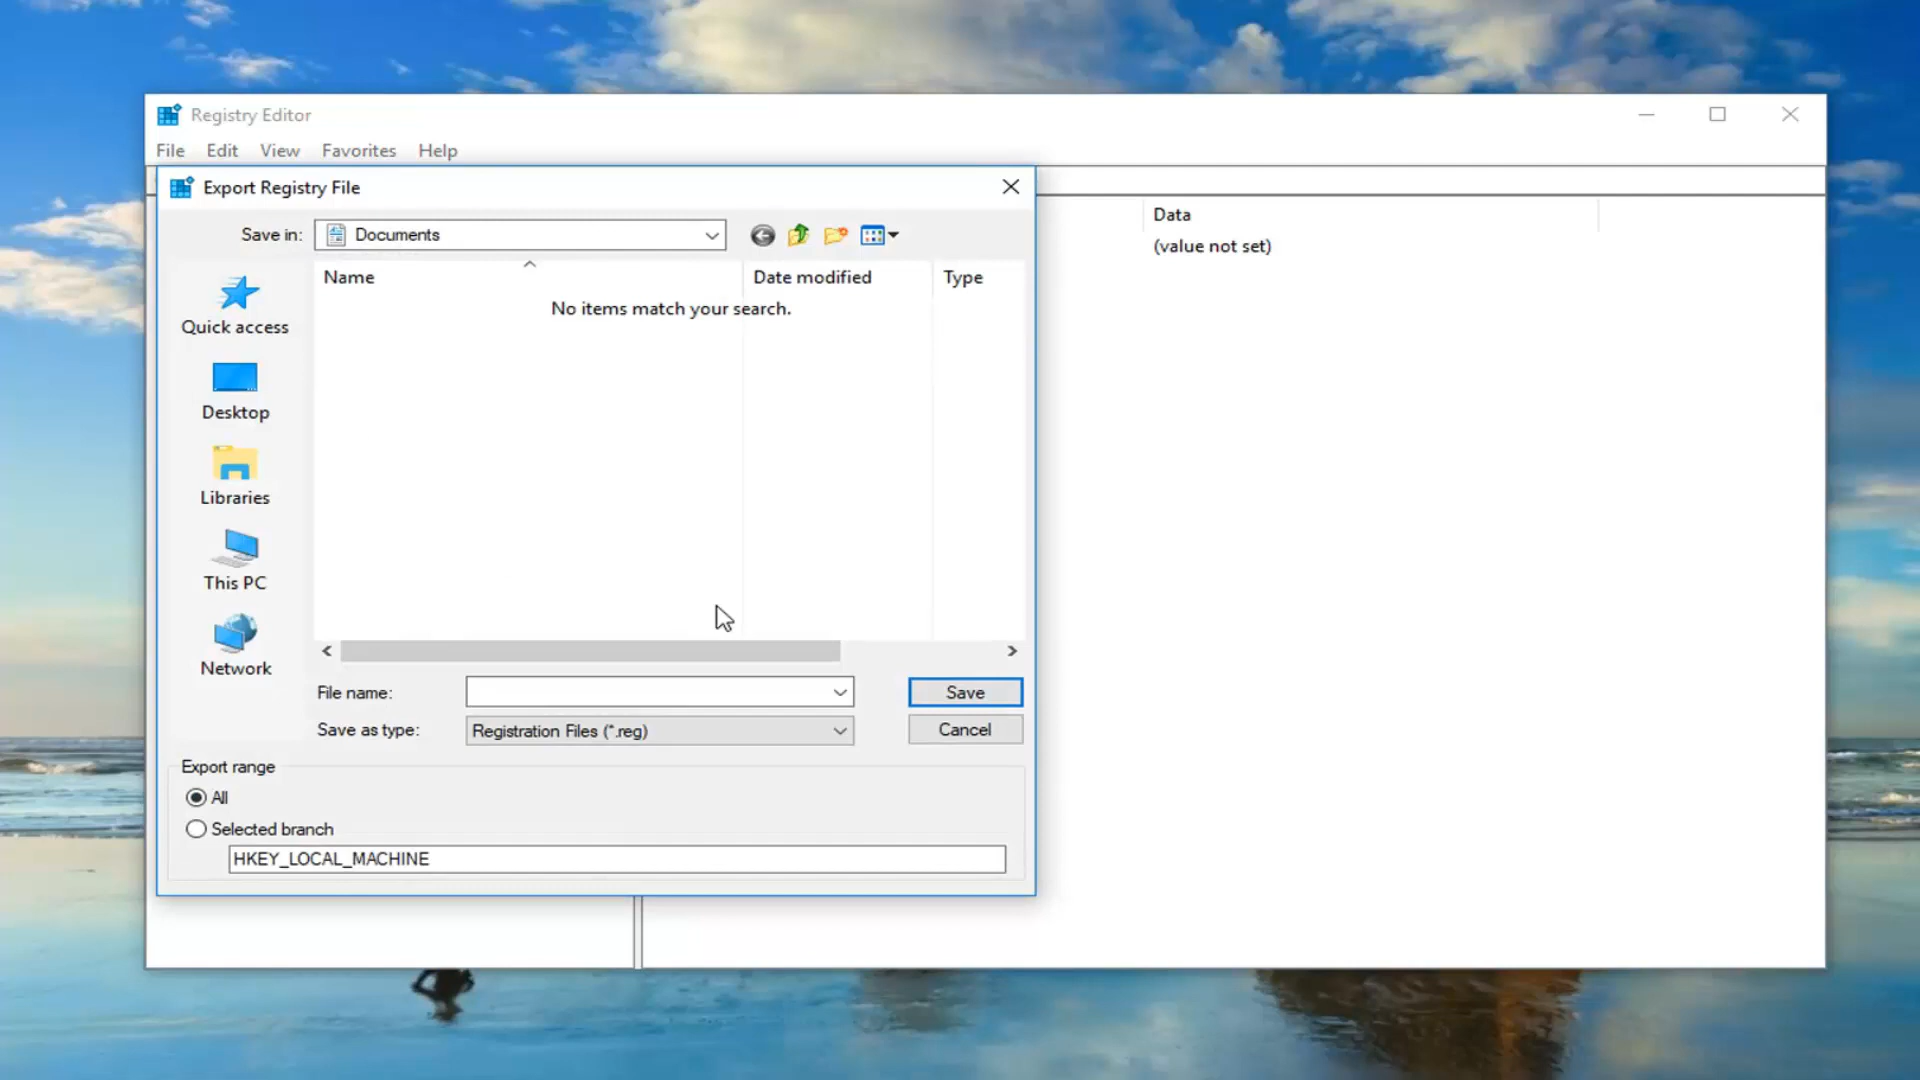 Registry Editor
File Edit View Favorites Help
Export Registry File
Save in: Documents
Data
(value not set)
Name Date modified Type
No items match your search.
Quick access
Desktop
Libraries
This PC
Network
File name: Save
Save as type: Registration Files (*.reg) Cancel
Export range
All
Selected branch
HKEY_LOCAL_MACHINE